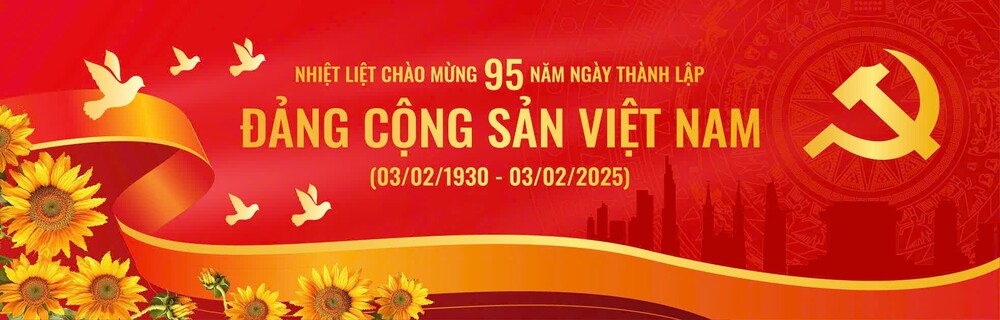 NHIỆT LIỆT CHÀO MỪNG 95 NĂM NGÀY THÀNH LẬP
ĐẢNG CỘNG SẢN VIỆT NAM
(03/02/1930 - 03/02/2025)